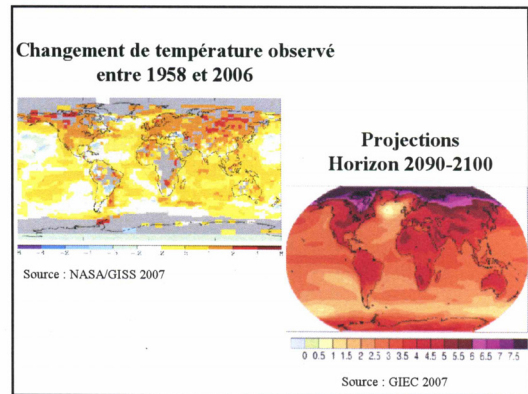 Changement de température observé
entre 1958 et 2006
Source : NASA/GISS 2007
Projections
Horizon 2090-2100
0 0.5 1 1.5 2 2.5 3 3.5 4 4.5 5 5.5 6 6.5 7 7.5
Source : GIEC 2007